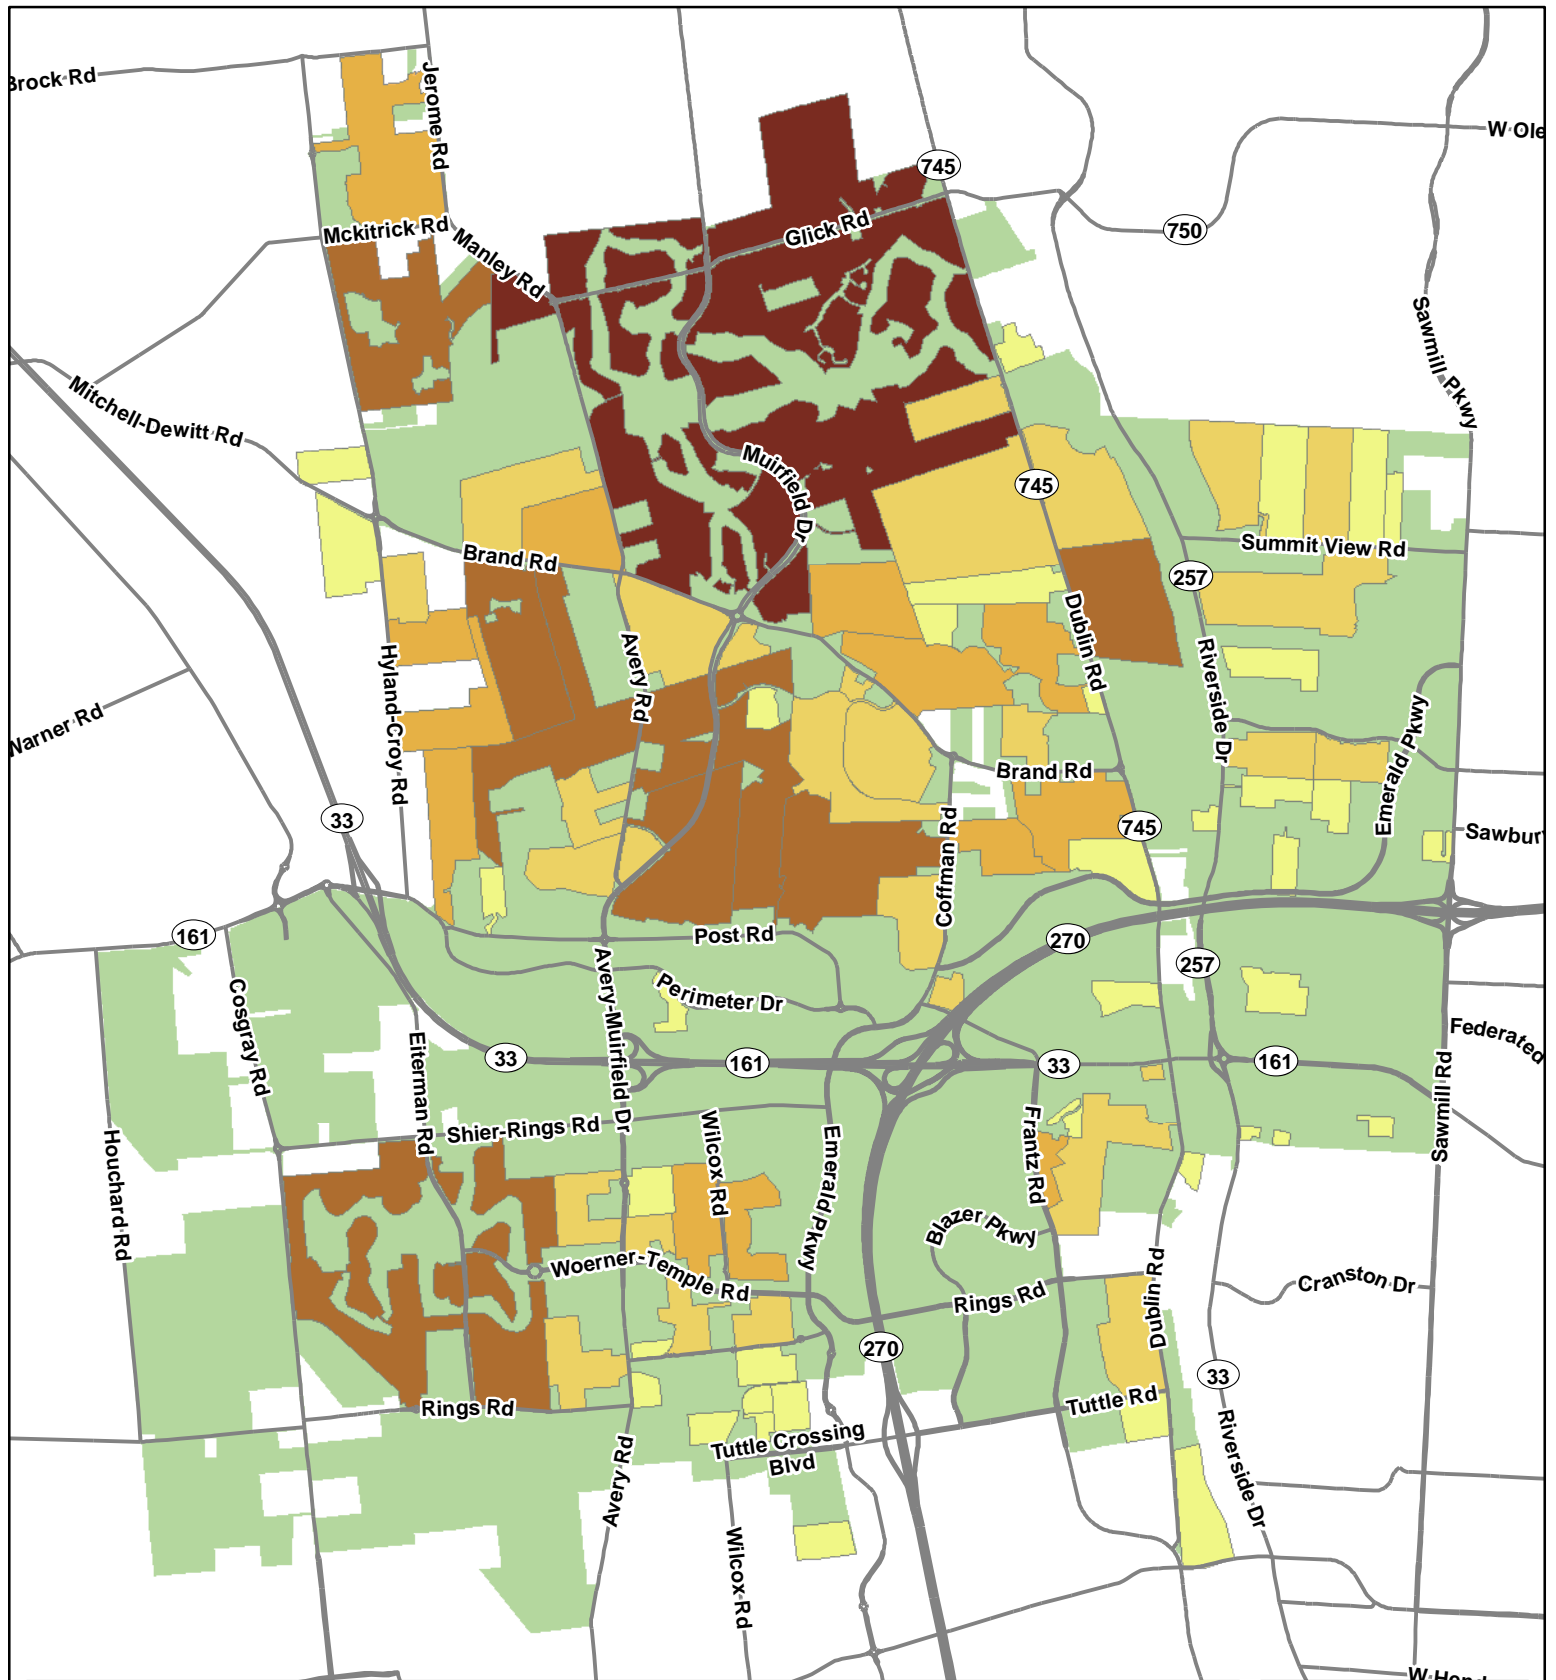 Brock Rd
Jerome Rd
W Ole
745
750
Mckitrick Rd
Manley Rd
Glick Rd
Sawmill Pkwy
Mitchell-Dewitt Rd
Muirfield Dr
745
Brand Rd
Summit View Rd
257
Dublin Rd
Avery Rd
Hyland-Croy Rd
Riverside Dr
Warner Rd
Emerald Pkwy
Brand Rd
33
745
Sawbur
Coffman Rd
161
Post Rd
270
257
Cosgray Rd
Avery-Muirfield Dr
Perimeter Dr
Federated
Eiterman Rd
33
161
33
161
Sawmill Rd
Shier-Rings Rd
Wilcox Rd
Emerald Pkwy
Frantz Rd
Houchard Rd
Blazer Pkwy
Woerner-Temple Rd
Rings Rd
Dublin Rd
Cranston Dr
270
33
Rings Rd
Tuttle Rd
Tuttle Crossing
Blvd
Avery Rd
Riverside Dr
Wilcox Rd
W Hend